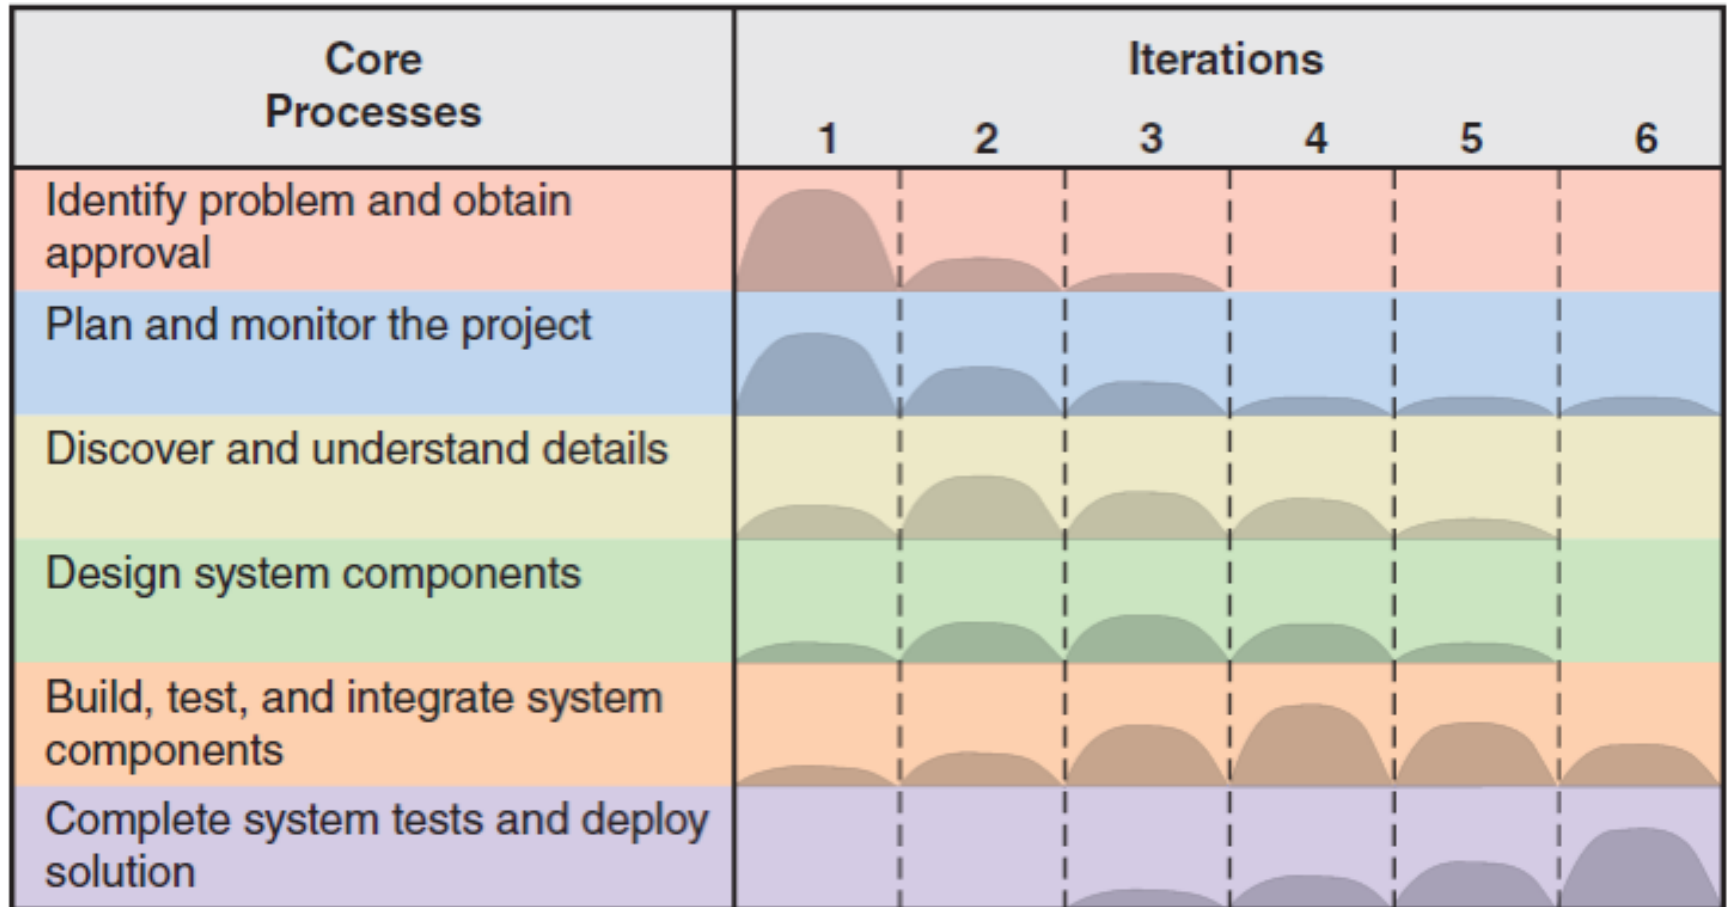 Core
Processes
Iterations
1 2 3 4 5 6
Identify problem and obtain
approval
Plan and monitor the project
Discover and understand details
Design system components
Build, test, and integrate system
components
Complete system tests and deploy
solution